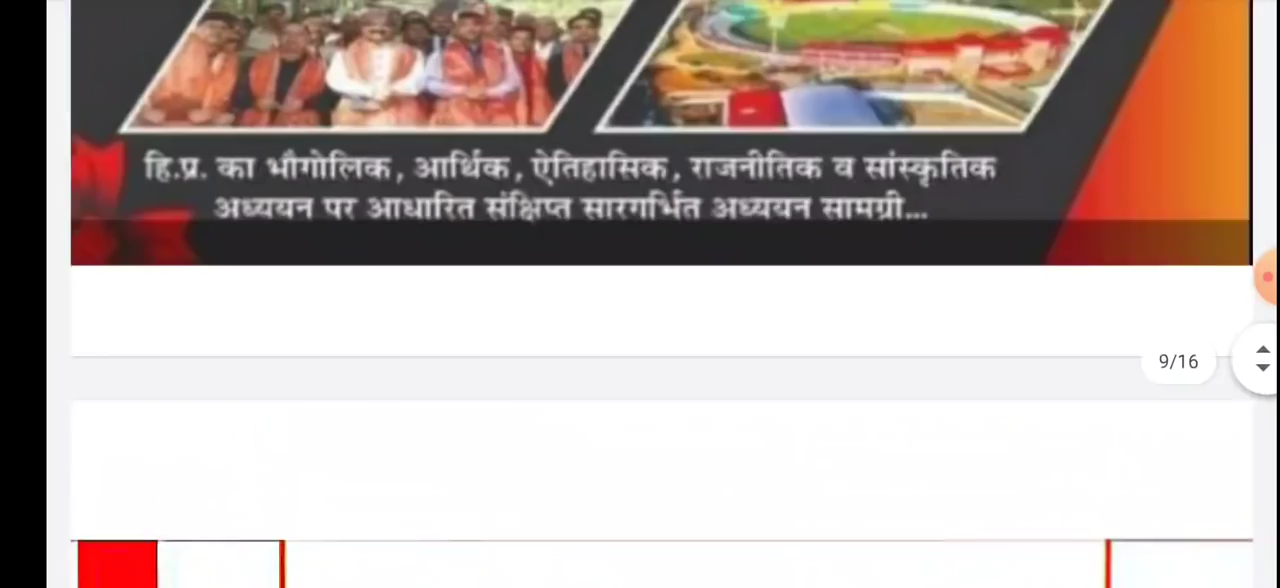 हि.प्र. का भौगोलिक, आर्थिक, ऐतिहासिक, राजनीतिक व सांस्कृतिक
अध्ययन पर आधारित संक्षिप्त सारगर्भित अध्ययन सामग्री...
9/16